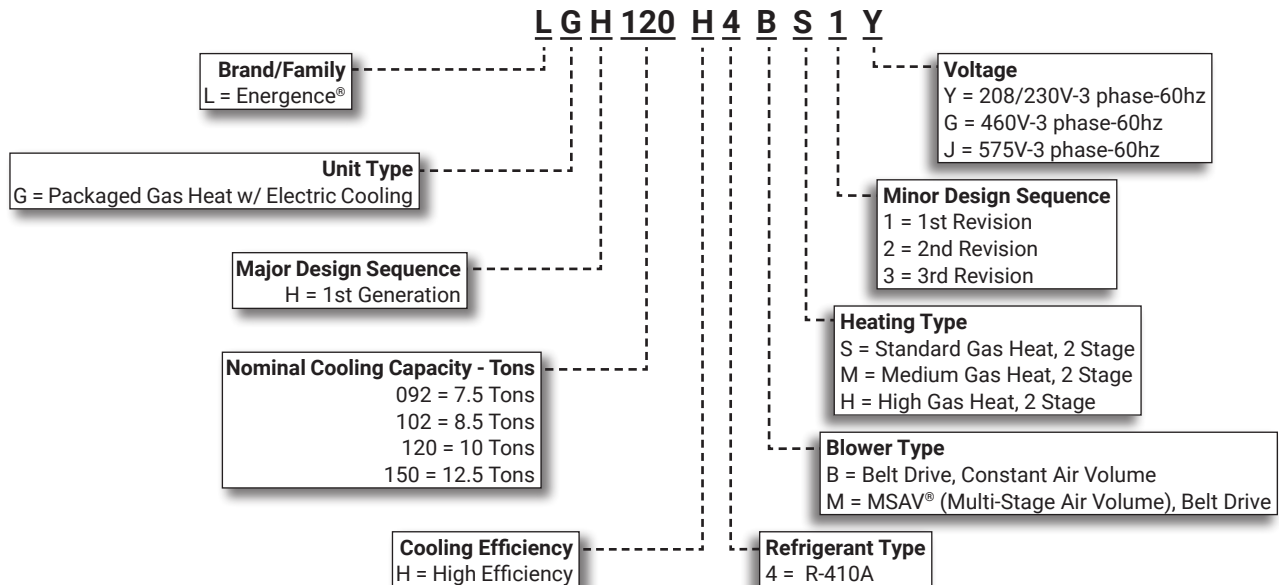 L G H 120 H 4 B S 1 Y
Brand/Family
L = Energence®
Unit Type
G = Packaged Gas Heat w/ Electric Cooling
Major Design Sequence
H = 1st Generation
Nominal Cooling Capacity - Tons
092 = 7.5 Tons
102 = 8.5 Tons
120 = 10 Tons
150 = 12.5 Tons
Cooling Efficiency
H = High Efficiency
Voltage
Y = 208/230V-3 phase-60hz
G = 460V-3 phase-60hz
J = 575V-3 phase-60hz
Minor Design Sequence
1 = 1st Revision
2 = 2nd Revision
3 = 3rd Revision
Heating Type
S = Standard Gas Heat, 2 Stage
M = Medium Gas Heat, 2 Stage
H = High Gas Heat, 2 Stage
Blower Type
B = Belt Drive, Constant Air Volume
M = MSAV® (Multi-Stage Air Volume), Belt Drive
Refrigerant Type
4 = R-410A